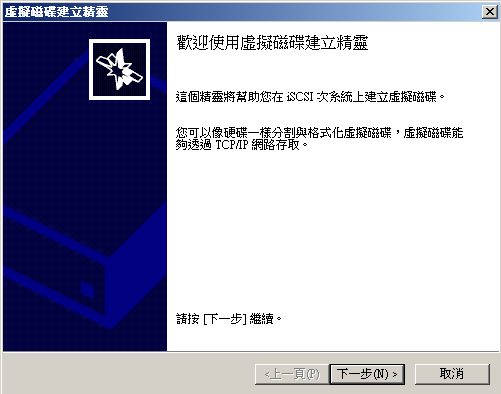 虛擬磁碟建立精靈
歡迎使用虛擬磁碟建立精靈
這個精靈將幫助您在 iSCSI 次系統上建立虛擬磁碟。
您可以像硬碟一樣分割與格式化虛擬磁碟，虛擬磁碟能
夠透過 TCP/IP 網路存取。
請按 [下一步] 繼續。
<上一頁(P) 下一步(N) > 取消